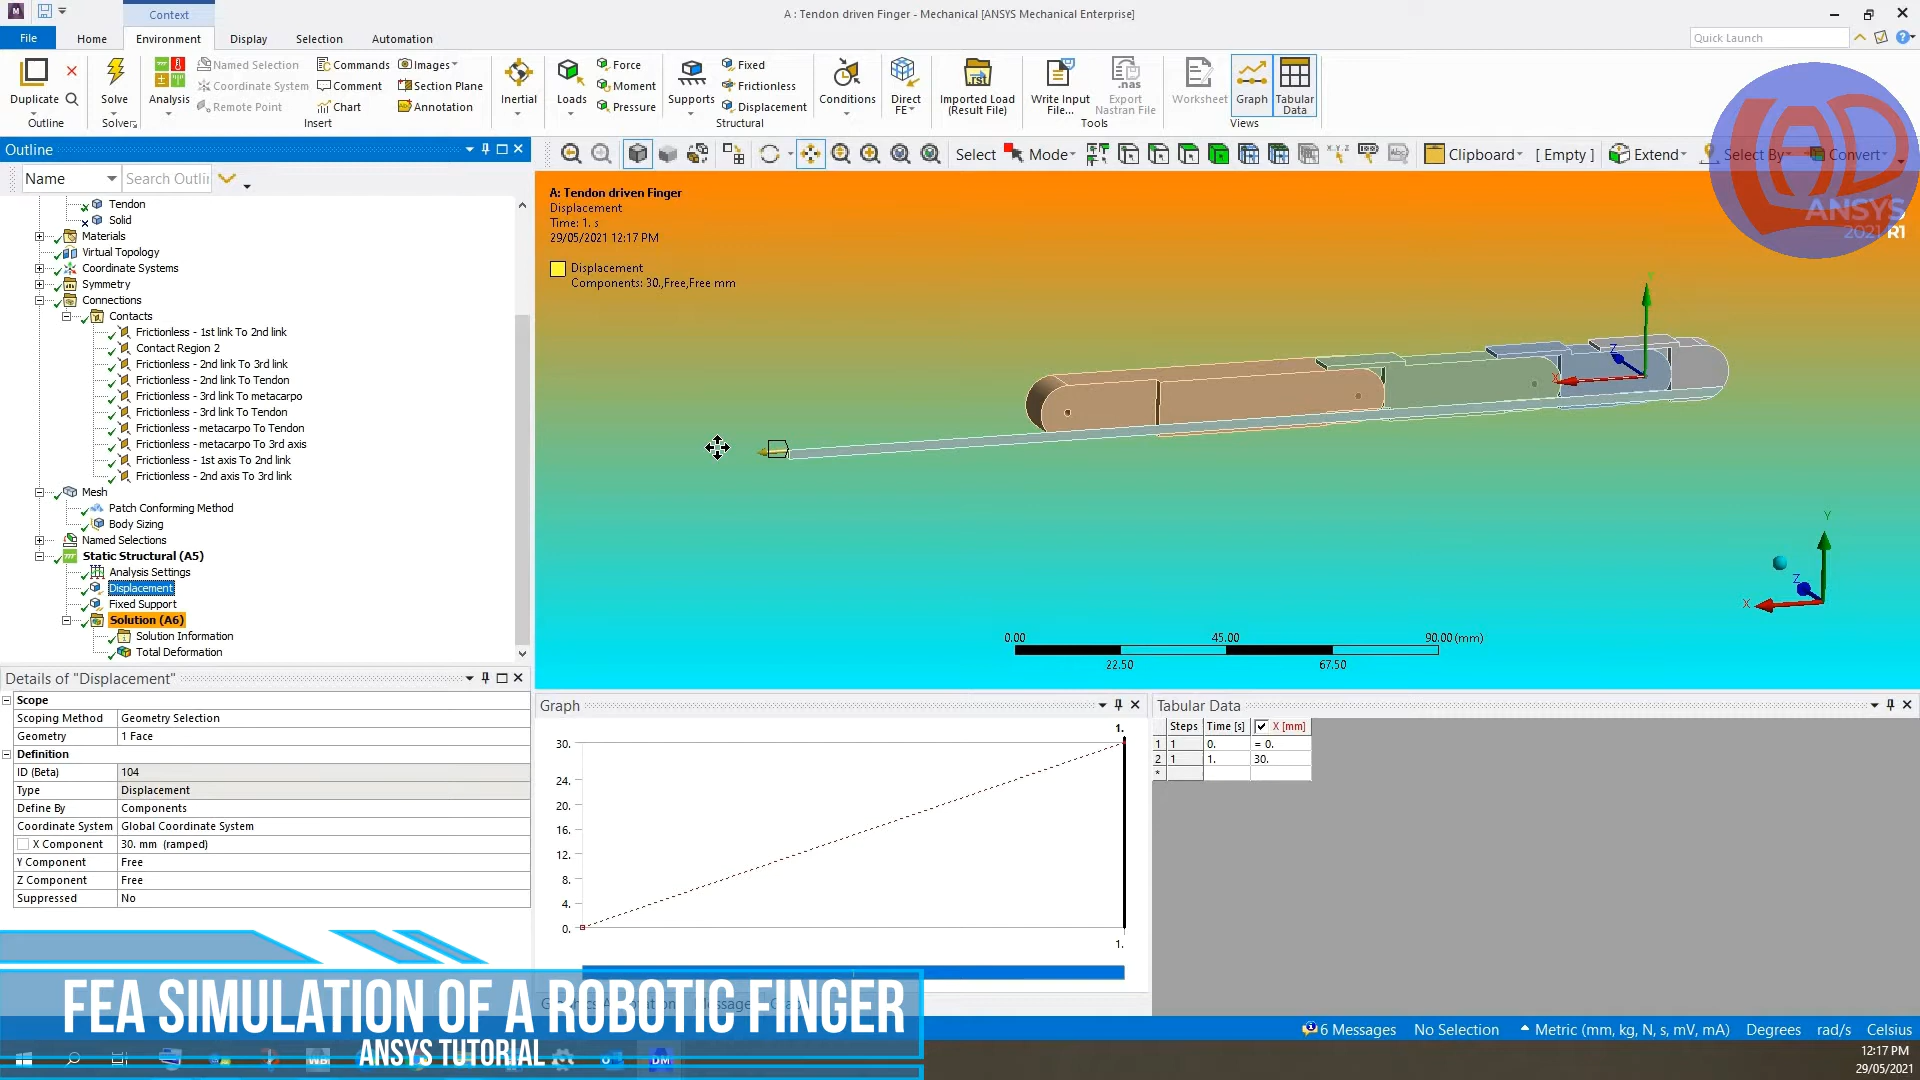 Context
A : Tendon driven Finger - Mechanical [ANSYS Mechanical Enterprise]
File Home Environment Display Selection Automation
Quick Launch
Duplicate
Outline
Solve
Solver
Analysis
Named Selection
Coordinate System
Remote Point
Commands
Comment
Chart
Images
Section Plane
Annotation
Insert
Inertial
Loads
Force
Moment
Pressure
Supports
Fixed
Frictionless
Displacement
Structural
Conditions
Direct
FE
Imported Load
(Result File)
Write Input
File...
Export
Nastran File
Tools
Worksheet
Graph
Tabular
Data
Views
Outline
Name Search Outlin
Select Mode Clipboard [ Empty ] Extend Select By Convert
Tendon
Solid
Materials
Virtual Topology
Coordinate Systems
Symmetry
Connections
Contacts
Frictionless - 1st link To 2nd link
Contact Region 2
Frictionless - 2nd link To 3rd link
Frictionless - 2nd link To Tendon
Frictionless - 3rd link To metacarpo
Frictionless - 3rd link To Tendon
Frictionless - metacarpo To Tendon
Frictionless - metacarpo To 3rd axis
Frictionless - 1st axis To 2nd link
Frictionless - 2nd axis To 3rd link
Mesh
Patch Conforming Method
Body Sizing
Named Selections
Static Structural (A5)
Analysis Settings
Displacement
Fixed Support
Solution (A6)
Solution Information
Total Deformation
A: Tendon driven Finger
Displacement
Time: 1. s
29/05/2021 12:17 PM
Displacement
Components: 30.,Free,Free mm
ANSYS
2021 R1
Y
Z
X
Y
Z
X
0.00 45.00 90.00 (mm)
22.50 67.50
Details of "Displacement"
Scope
Scoping Method Geometry Selection
Geometry 1 Face
Definition
ID (Beta) 104
Type Displacement
Define By Components
Coordinate System Global Coordinate System
X Component 30. mm (ramped)
Y Component Free
Z Component Free
Suppressed No
Graph
1.
30.
24.
20.
16.
12.
8.
4.
0.
1.
Tabular Data
Steps Time [s] X [mm]
1 1 0. = 0.
2 1 1. 30.
*
FEA SIMULATION OF A ROBOTIC FINGER
ANSYS TUTORIAL
6 Messages No Selection Metric (mm, kg, N, s, mV, mA) Degrees rad/s Celsius
12:17 PM
29/05/2021